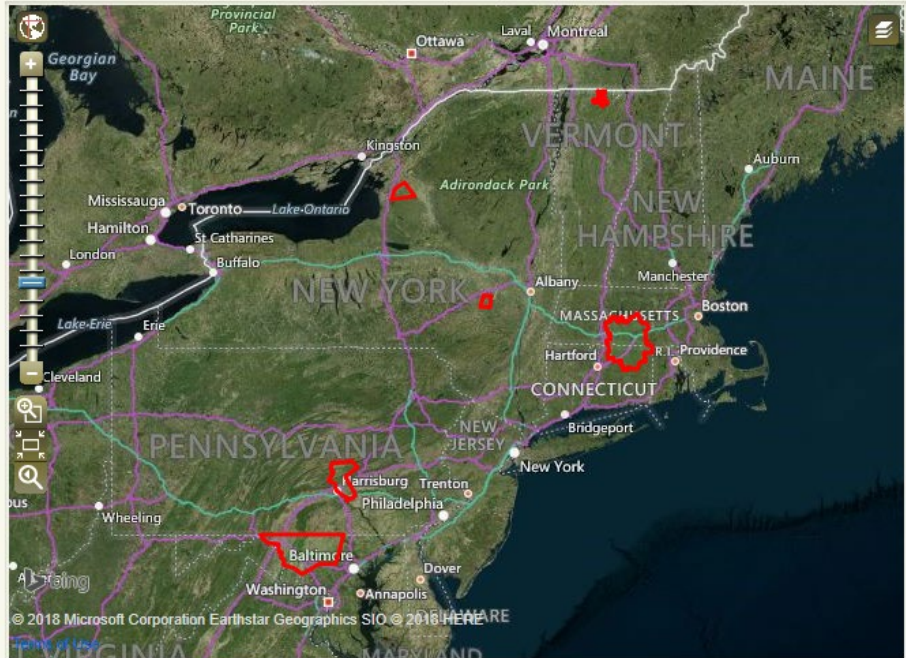 Provincial
Park
Ottawa
Laval
Montreal
Georgian
Bay
MAINE
VERMONT
Kingston
Auburn
Adirondack Park
Mississauga
Toronto
Lake-Ontario
NEW
HAMPSHIRE
Hamilton
St Catharines
London
Buffalo
Manchester
NEW YORK
Albany
Boston
MASSACHUSETTS
Lake-Erie
Erie
Hartford
R.I.
Providence
Cleveland
CONNECTICUT
Bridgeport
PENNSYLVANIA
NEW
JERSEY
New York
Harrisburg
Trenton
Philadelphia
Wheeling
Baltimore
Dover
bing
Washington
Annapolis
© 2018 Microsoft Corporation Earthstar Geographics SIO © 2018 HERE
DELAWARE
Terms of Use
VIRGINIA
MARYLAND